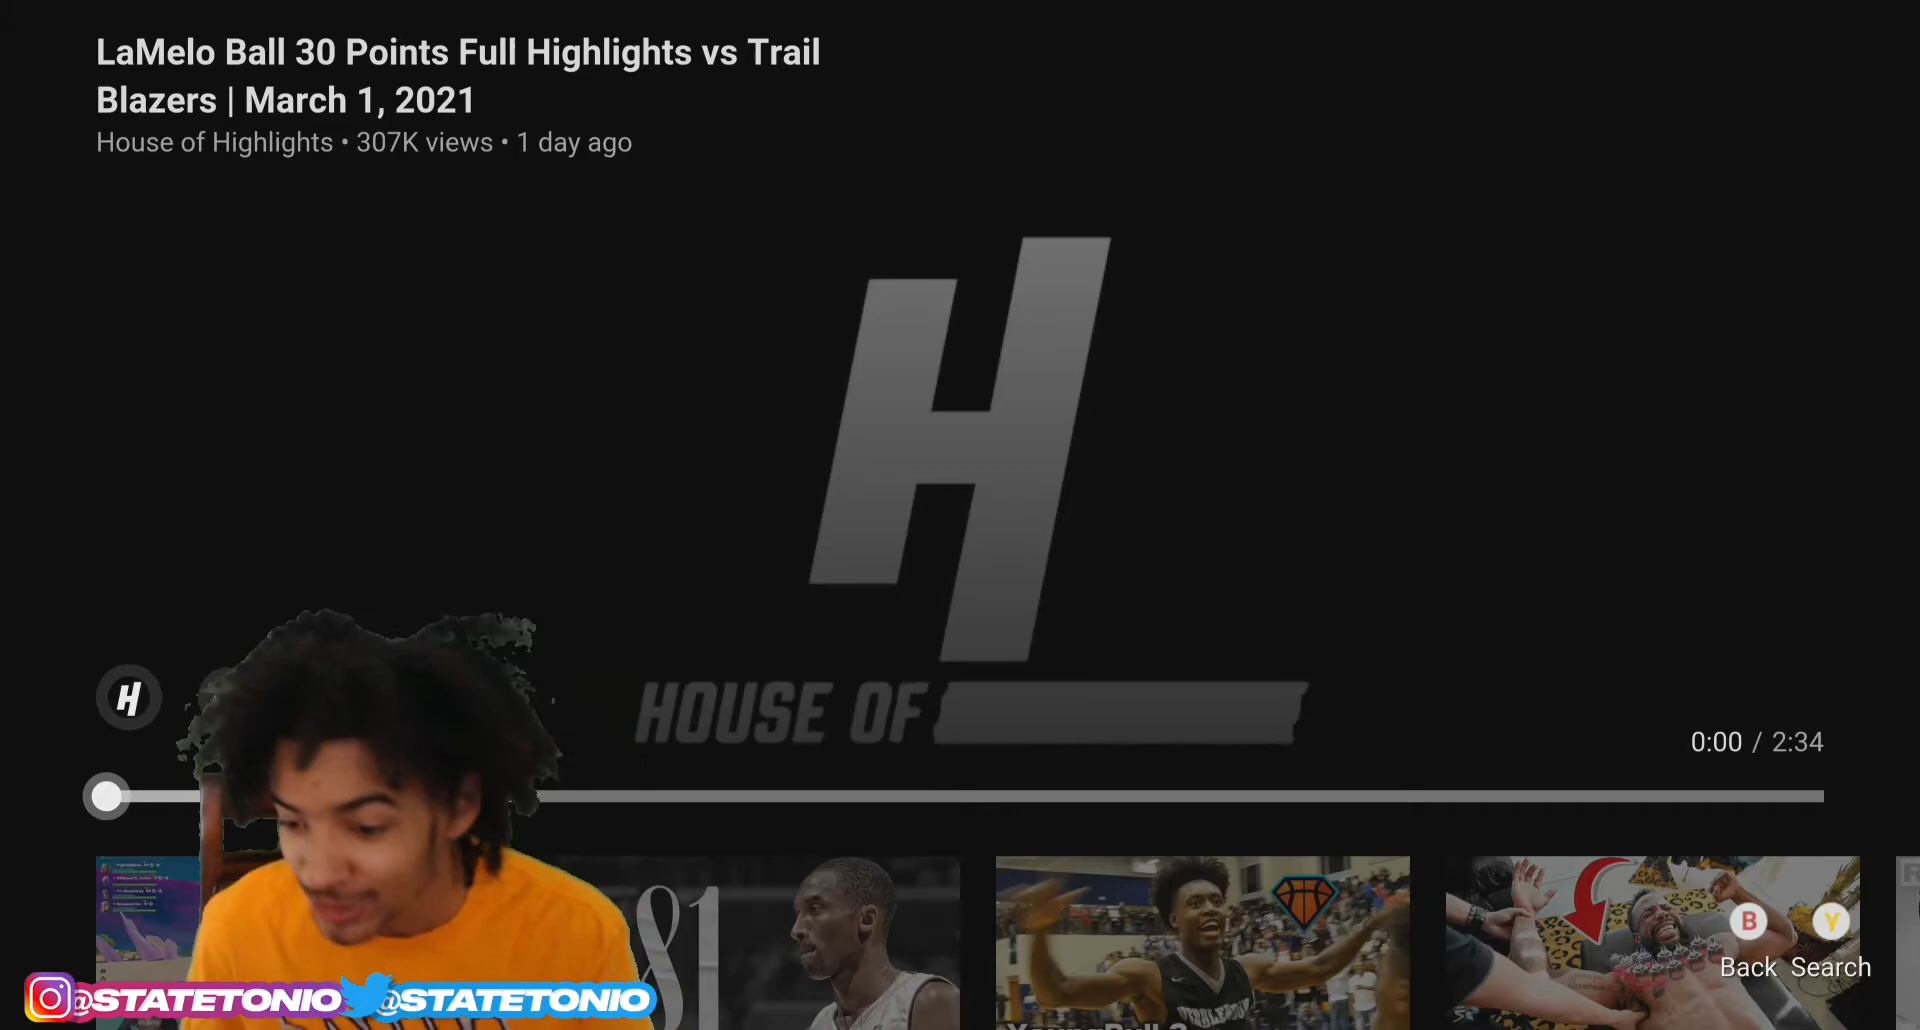 LaMelo Ball 30 Points Full Highlights vs Trail
Blazers | March 1, 2021
House of Highlights • 307K views • 1 day ago
H
HOUSE OF
H
0:00 / 2:34
81
B
Y
Back Search
@STATETONIO @STATETONIO